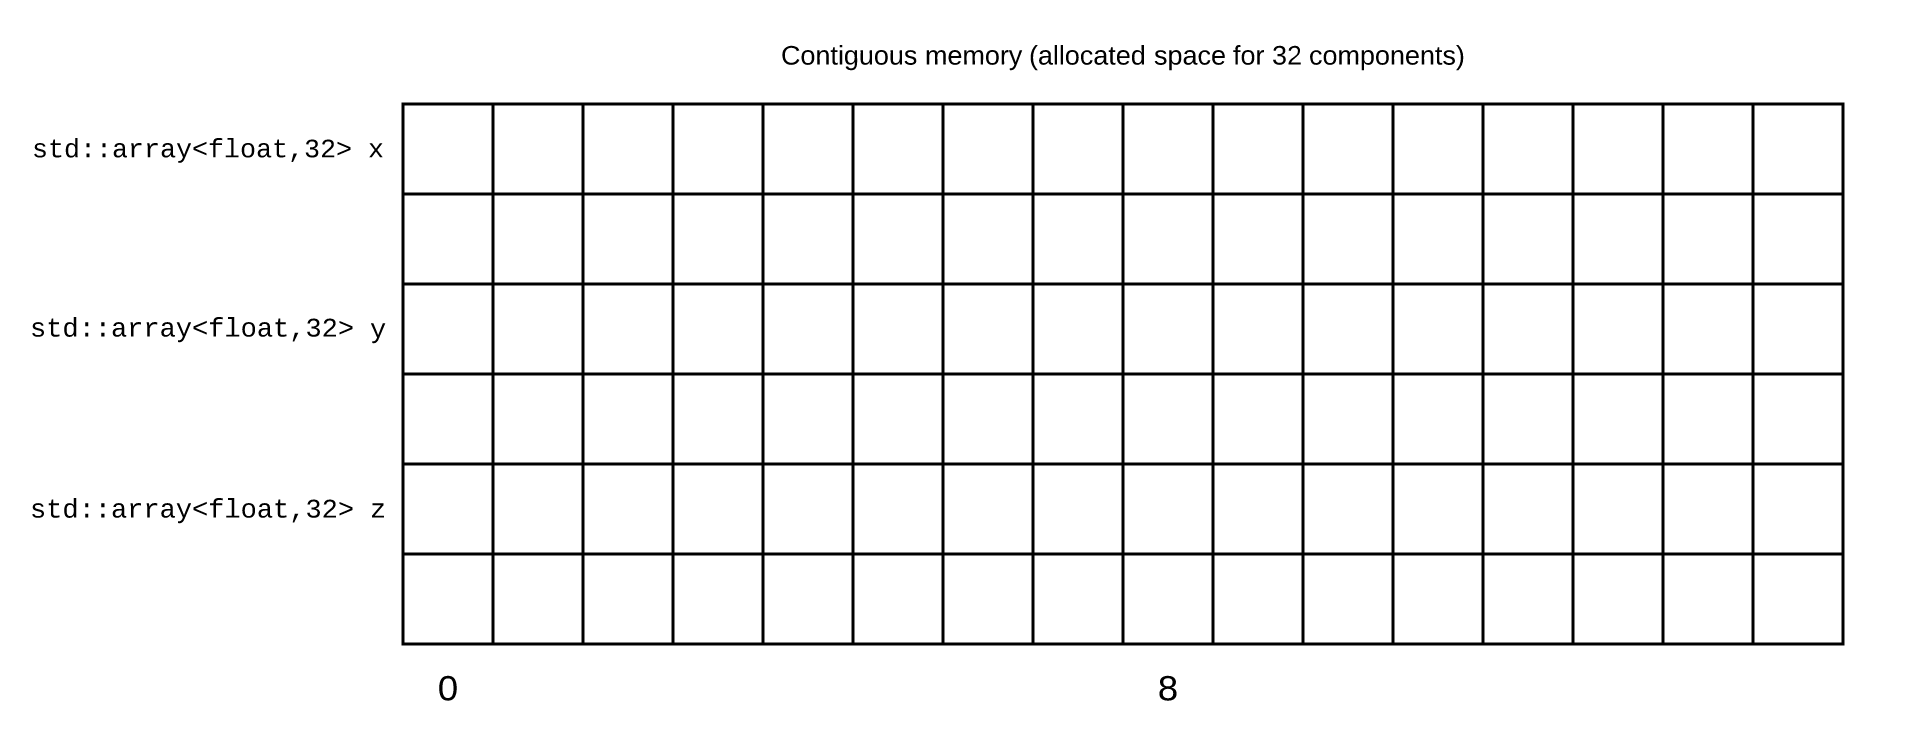 Contiguous memory (allocated space for 32 components)
std::array<float,32> x
std::array<float,32> y
std::array<float,32> z
0 8